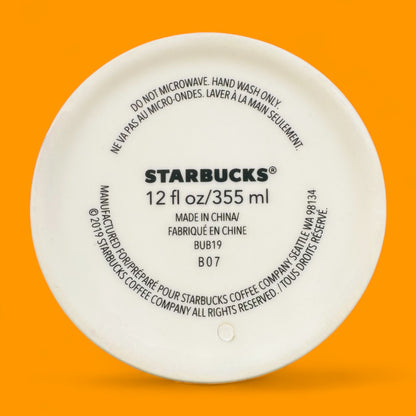 DO NOT MICROWAVE. HAND WASH ONLY.
NE VA PAS AU MICRO-ONDES. LAVER À LA MAIN SEULEMENT.
STARBUCKS®
12 fl oz/355 ml
MADE IN CHINA/
FABRIQUÉ EN CHINE
BUB19
B07
MANUFACTURED FOR/PRÉPARÉ POUR STARBUCKS COFFEE COMPANY SEATTLE WA 98134
© 2019 STARBUCKS COFFEE COMPANY ALL RIGHTS RESERVED. / TOUS DROITS RÉSERVÉ.